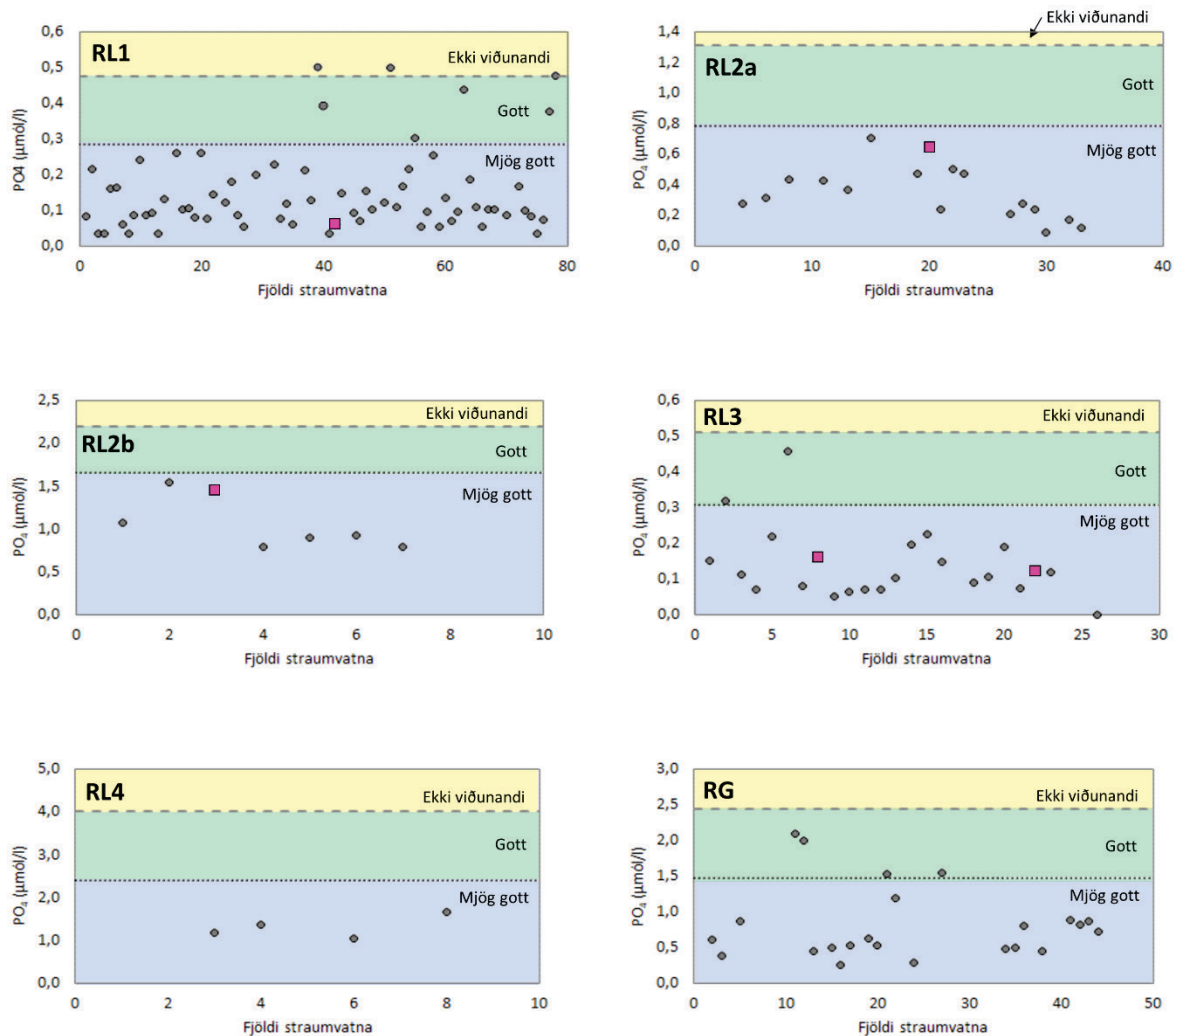 RL1
PO4 (µmól/l)
0,6
0,5
0,4
0,3
0,2
0,1
0,0
Ekki viðunandi
Gott
Mjög gott
0 20 40 60 80
Fjöldi straumvatna
RL2a
PO₄ (µmól/l)
1,4
1,2
1,0
0,8
0,6
0,4
0,2
0,0
Ekki viðunandi
Gott
Mjög gott
0 10 20 30 40
Fjöldi straumvatna
RL2b
PO₄ (µmól/l)
2,5
2,0
1,5
1,0
0,5
0,0
Ekki viðunandi
Gott
Mjög gott
0 2 4 6 8 10
Fjöldi straumvatna
RL3
PO₄ (µmól/l)
0,6
0,5
0,4
0,3
0,2
0,1
0,0
Ekki viðunandi
Gott
Mjög gott
0 5 10 15 20 25 30
Fjöldi straumvatna
RL4
PO₄ (µmól/l)
5,0
4,0
3,0
2,0
1,0
0,0
Ekki viðunandi
Gott
Mjög gott
0 2 4 6 8 10
Fjöldi straumvatna
RG
PO₄ (µmól/l)
3,0
2,5
2,0
1,5
1,0
0,5
0,0
Ekki viðunandi
Gott
Mjög gott
0 10 20 30 40 50
Fjöldi straumvatna